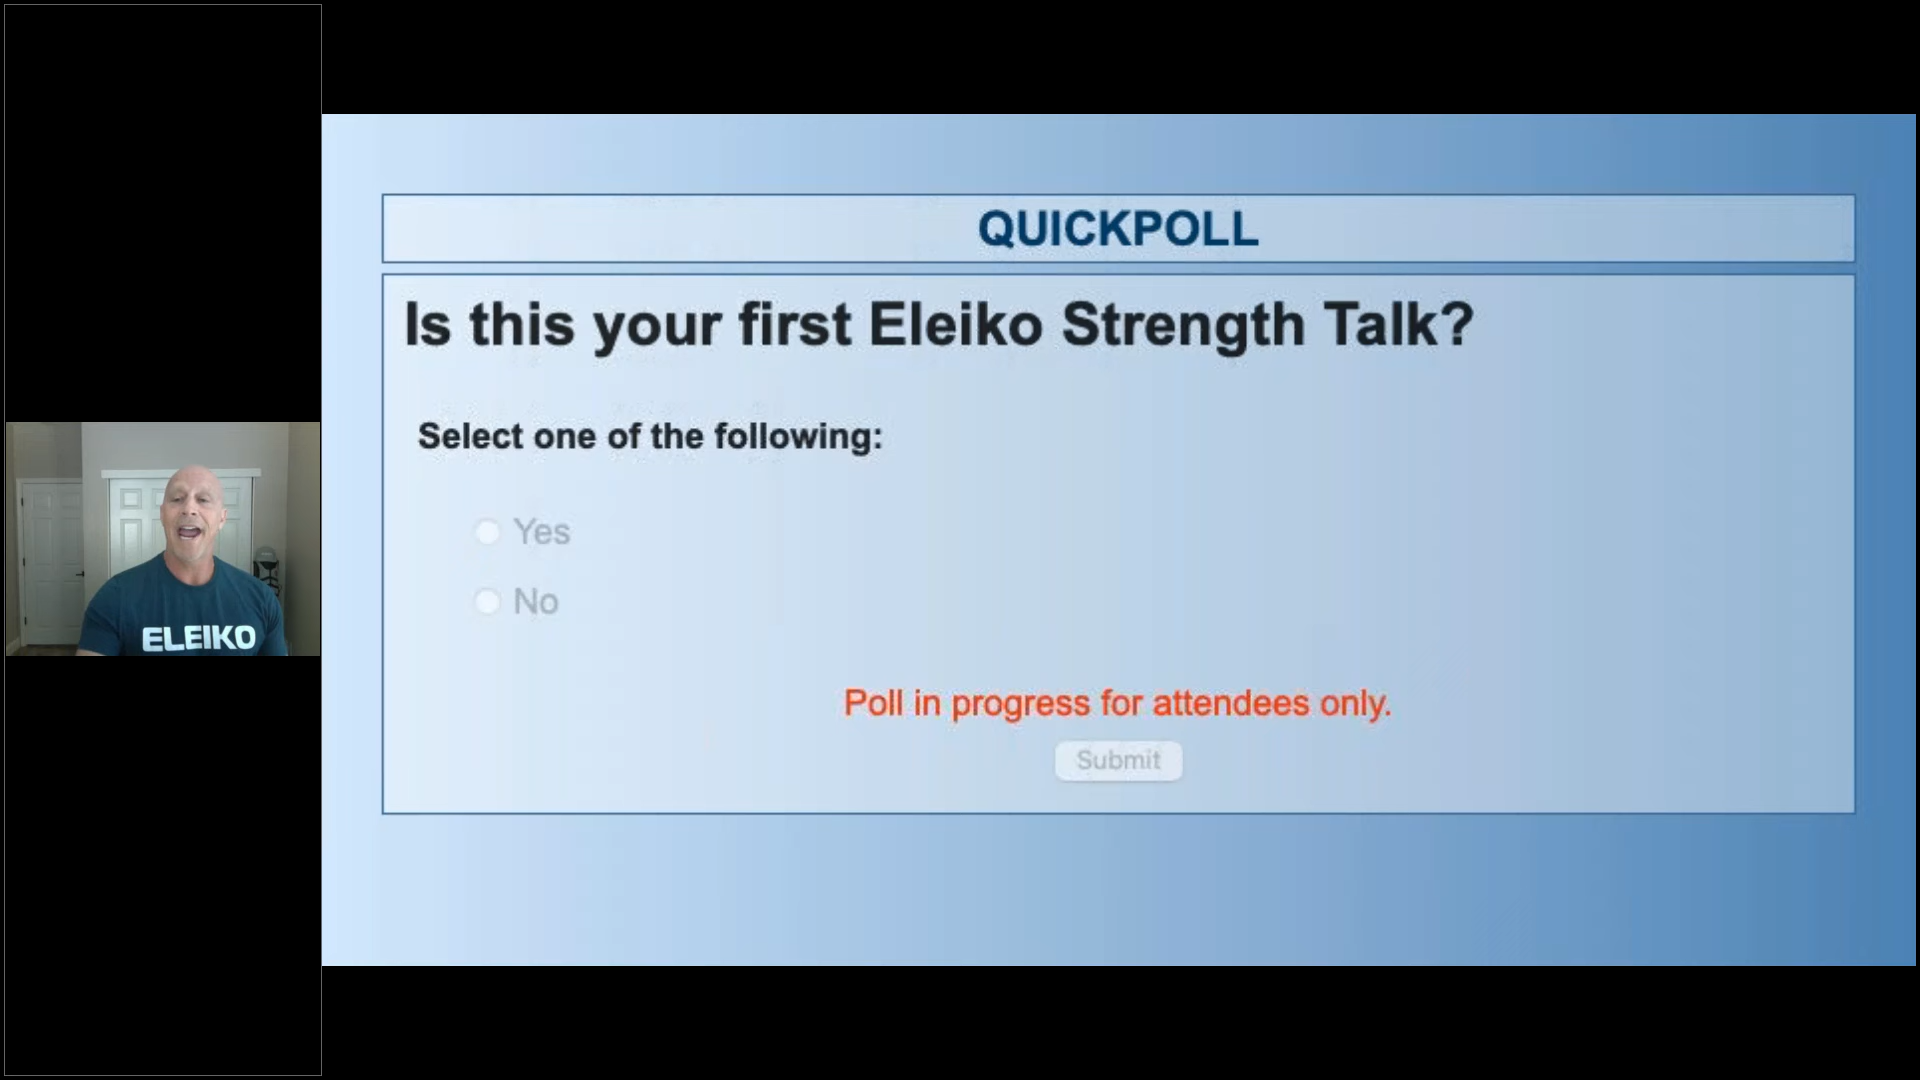 QUICKPOLL
Is this your first Eleiko Strength Talk?
Select one of the following:
Yes
No
Poll in progress for attendees only.
Submit
ELEIKO